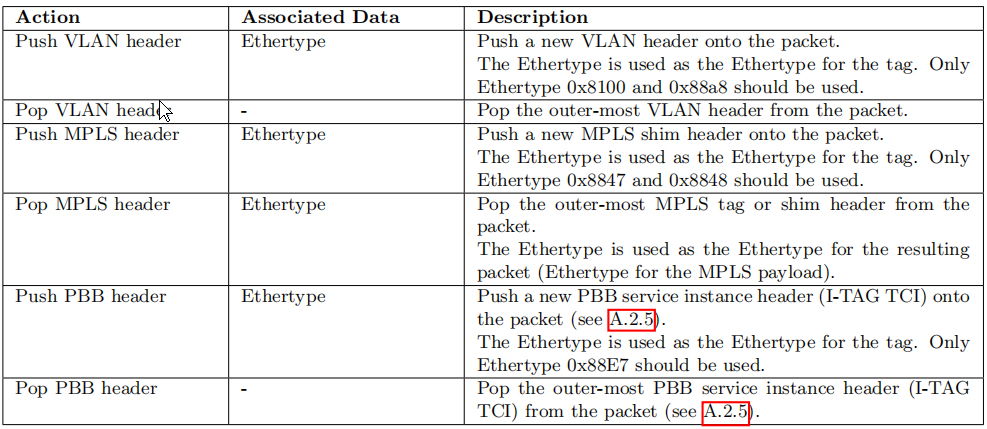 Action Associated Data Description
Push VLAN header Ethertype Push a new VLAN header onto the packet.
The Ethertype is used as the Ethertype for the tag. Only
Ethertype 0x8100 and 0x88a8 should be used.
Pop VLAN header - Pop the outer-most VLAN header from the packet.
Push MPLS header Ethertype Push a new MPLS shim header onto the packet.
The Ethertype is used as the Ethertype for the tag. Only
Ethertype 0x8847 and 0x8848 should be used.
Pop MPLS header Ethertype Pop the outer-most MPLS tag or shim header from the
packet.
The Ethertype is used as the Ethertype for the resulting
packet (Ethertype for the MPLS payload).
Push PBB header Ethertype Push a new PBB service instance header (I-TAG TCI) onto
the packet (see A.2.5).
The Ethertype is used as the Ethertype for the tag. Only
Ethertype 0x88E7 should be used.
Pop PBB header - Pop the outer-most PBB service instance header (I-TAG
TCI) from the packet (see A.2.5).